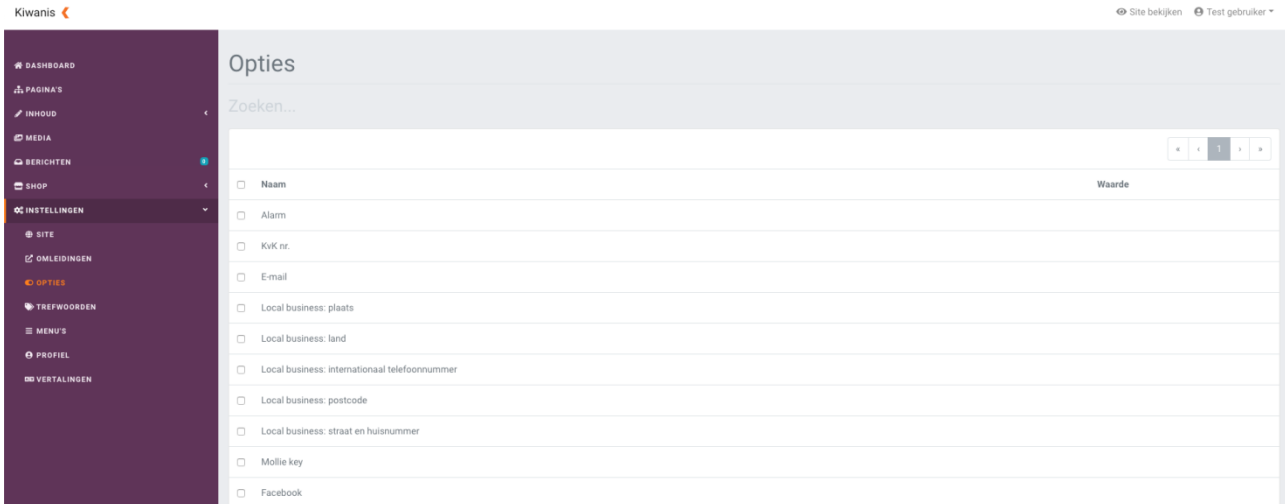 Kiwanis
Site bekijken Test gebruiker
DASHBOARD
PAGINA'S
INHOUD
MEDIA
BERICHTEN
SHOP
INSTELLINGEN
SITE
OMLEIDINGEN
OPTIES
TREFWOORDEN
MENU'S
PROFIEL
VERTALINGEN
Opties
Zoeken...
« ‹ 1 › »
Naam Waarde
Alarm
KvK nr.
E-mail
Local business: plaats
Local business: land
Local business: internationaal telefoonnummer
Local business: postcode
Local business: straat en huisnummer
Mollie key
Facebook